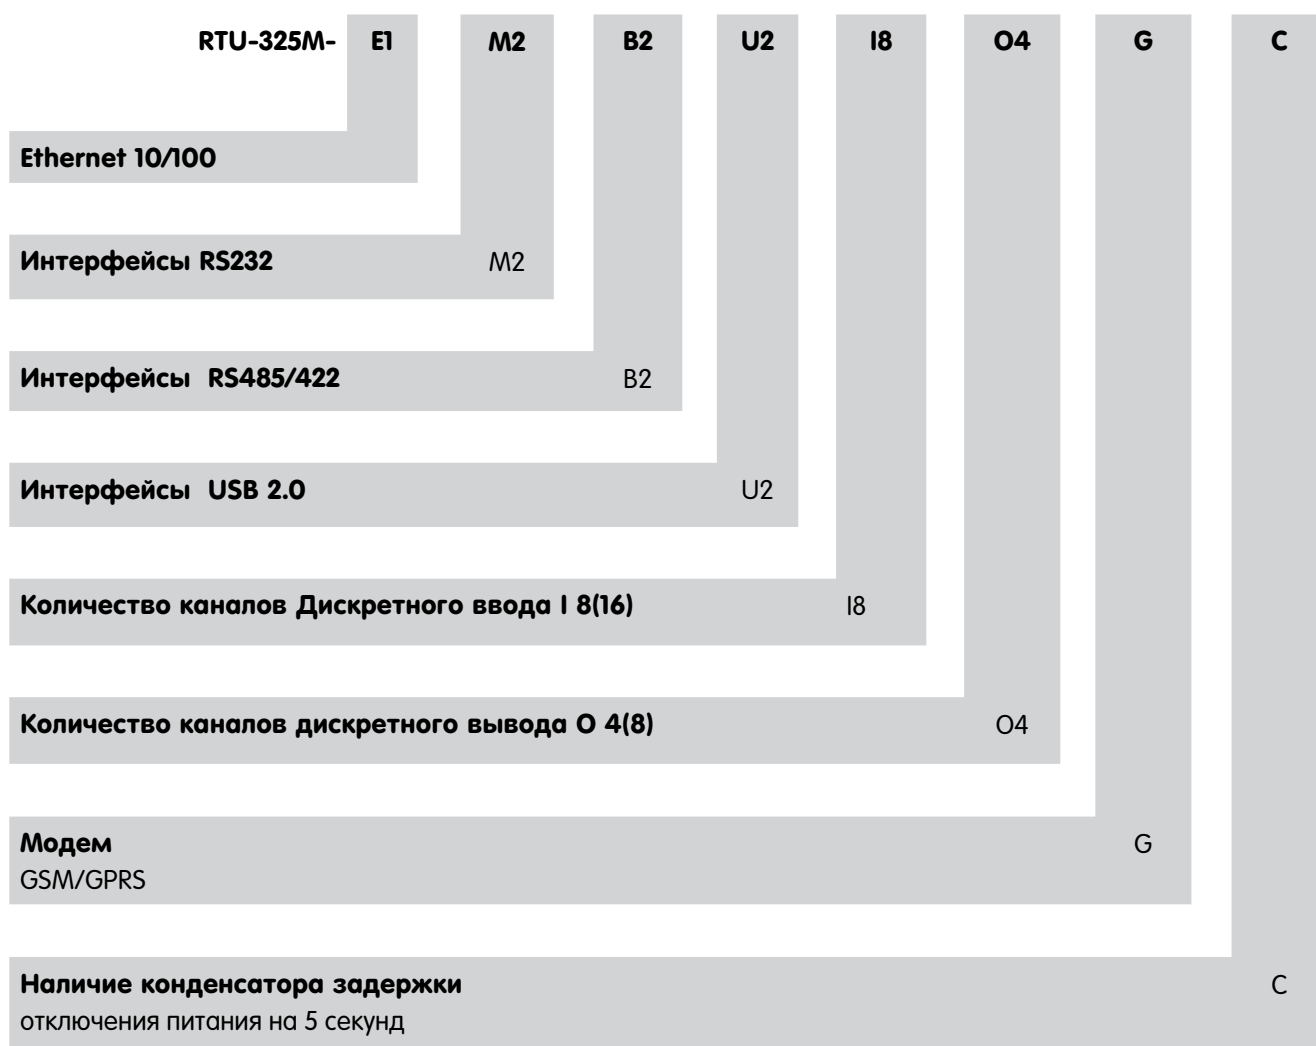 RTU-325M- E1 M2 B2 U2 I8 O4 G C
Ethernet 10/100
Интерфейсы RS232 M2
Интерфейсы RS485/422 B2
Интерфейсы USB 2.0 U2
Количество каналов Дискретного ввода I 8(16) I8
Количество каналов дискретного вывода O 4(8) O4
Модем G
GSM/GPRS
Наличие конденсатора задержки C
отключения питания на 5 секунд